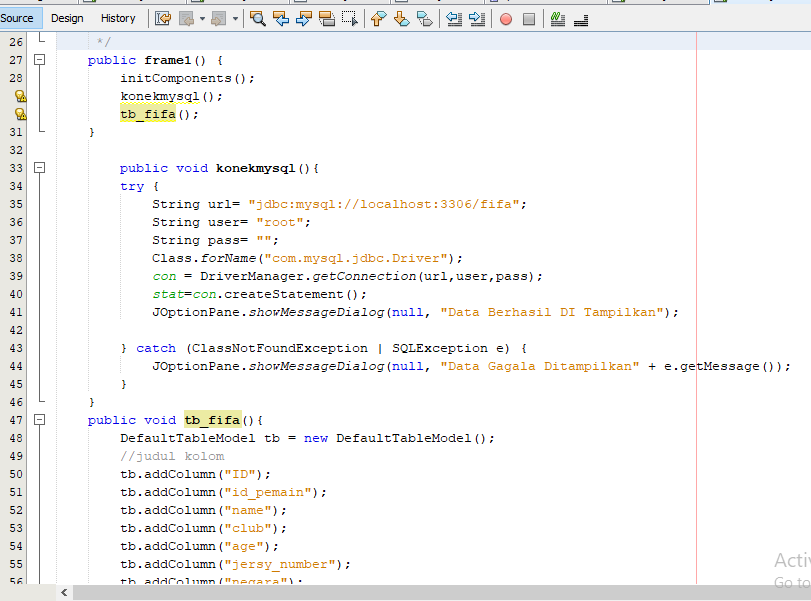 Source Design History
26 */
27 public frame1() {
28 initComponents();
konekmysql();
tb_fifa();
31 }
32
33 public void konekmysql(){
34 try {
35 String url= "jdbc:mysql://localhost:3306/fifa";
36 String user= "root";
37 String pass= "";
38 Class.forName("com.mysql.jdbc.Driver");
39 con = DriverManager.getConnection(url,user,pass);
40 stat=con.createStatement();
41 JOptionPane.showMessageDialog(null, "Data Berhasil DI Tampilkan");
42
43 } catch (ClassNotFoundException | SQLException e) {
44 JOptionPane.showMessageDialog(null, "Data Gagala Ditampilkan" + e.getMessage());
45 }
46 }
47 public void tb_fifa(){
48 DefaultTableModel tb = new DefaultTableModel();
49 //judul kolom
50 tb.addColumn("ID");
51 tb.addColumn("id_pemain");
52 tb.addColumn("name");
53 tb.addColumn("club");
54 tb.addColumn("age");
55 tb.addColumn("jersy_number");
56 tb.addColumn("negara");
Activ
Go to